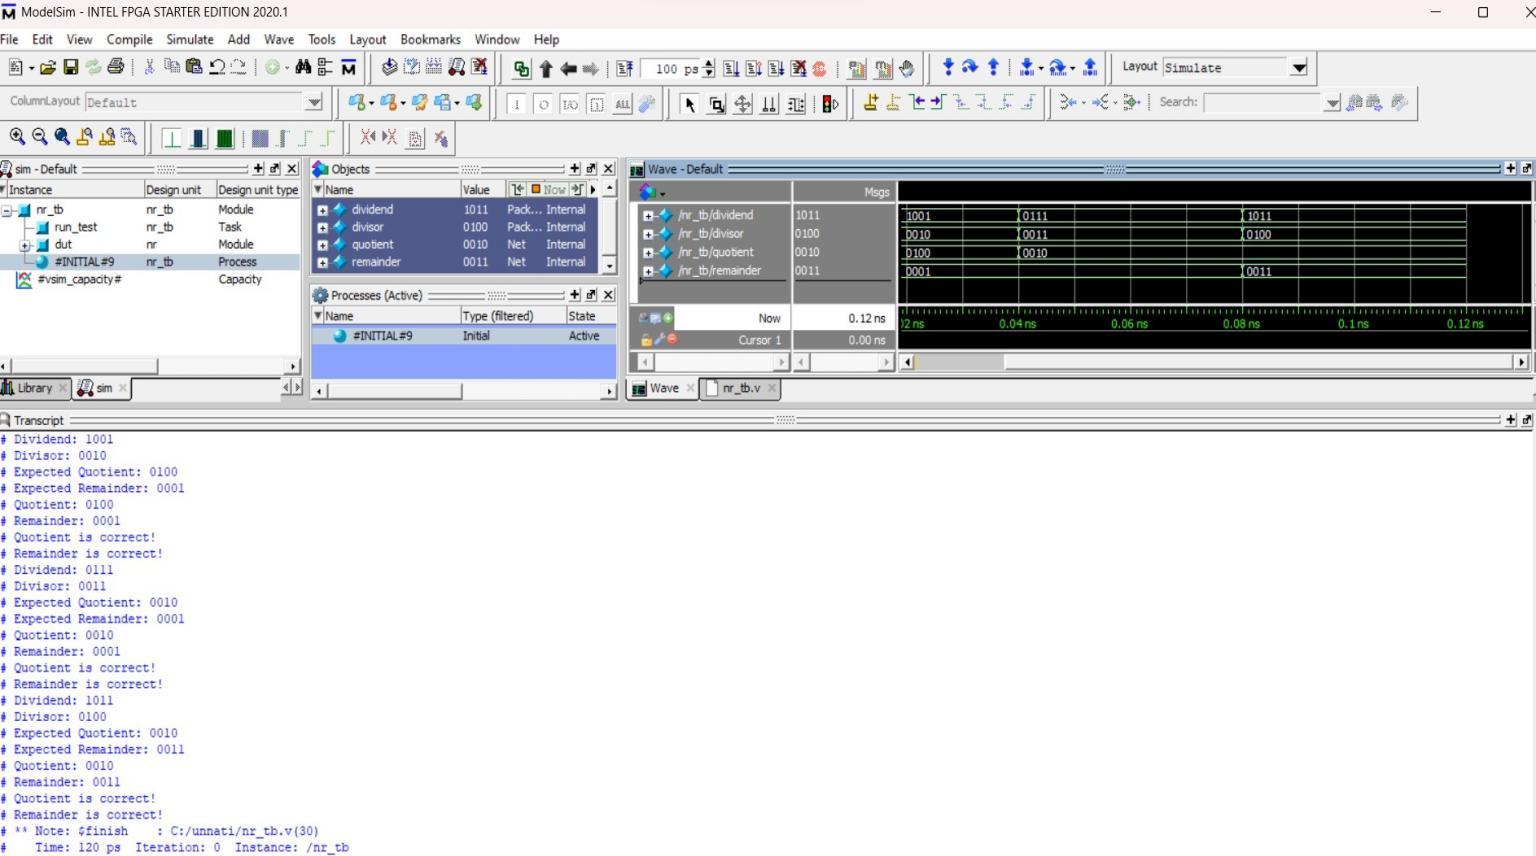 ModelSim - INTEL FPGA STARTER EDITION 2020.1
File Edit View Compile Simulate Add Wave Tools Layout Bookmarks Window Help
100 ps
Layout Simulate
ColumnLayout Default
I/O ALL
Search:
sim - Default
Instance Design unit Design unit type
nr_tb nr_tb Module
run_test nr_tb Task
dut nr Module
#INITIAL#9 nr_tb Process
#vsim_capacity# Capacity
Library sim
Objects
Name Value Now
dividend 1011 Pack... Internal
divisor 0100 Pack... Internal
quotient 0010 Net Internal
remainder 0011 Net Internal
Processes (Active)
Name Type (filtered) State
#INITIAL#9 Initial Active
Wave - Default
Msgs
/nr_tb/dividend 1011 1001 0111 1011
/nr_tb/divisor 0100 0010 0011 0100
/nr_tb/quotient 0010 0100 0010
/nr_tb/remainder 0011 0001 0011
Now 0.12 ns 2 ns 0.04 ns 0.06 ns 0.08 ns 0.1 ns 0.12 ns
Cursor 1 0.00 ns
Wave nr_tb.v
Transcript
# Dividend: 1001
# Divisor: 0010
# Expected Quotient: 0100
# Expected Remainder: 0001
# Quotient: 0100
# Remainder: 0001
# Quotient is correct!
# Remainder is correct!
# Dividend: 0111
# Divisor: 0011
# Expected Quotient: 0010
# Expected Remainder: 0001
# Quotient: 0010
# Remainder: 0001
# Quotient is correct!
# Remainder is correct!
# Dividend: 1011
# Divisor: 0100
# Expected Quotient: 0010
# Expected Remainder: 0011
# Quotient: 0010
# Remainder: 0011
# Quotient is correct!
# Remainder is correct!
# ** Note: $finish : C:/unnati/nr_tb.v(30)
# Time: 120 ps Iteration: 0 Instance: /nr_tb